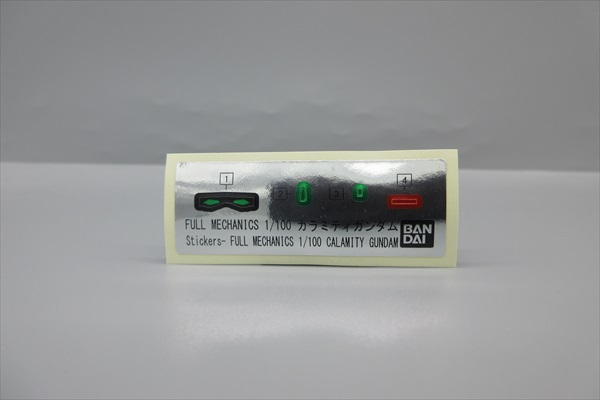 1
2
3
4
FULL MECHANICS 1/100 カラミティガンダム
Stickers- FULL MECHANICS 1/100 CALAMITY GUNDAM
BAN
DAI